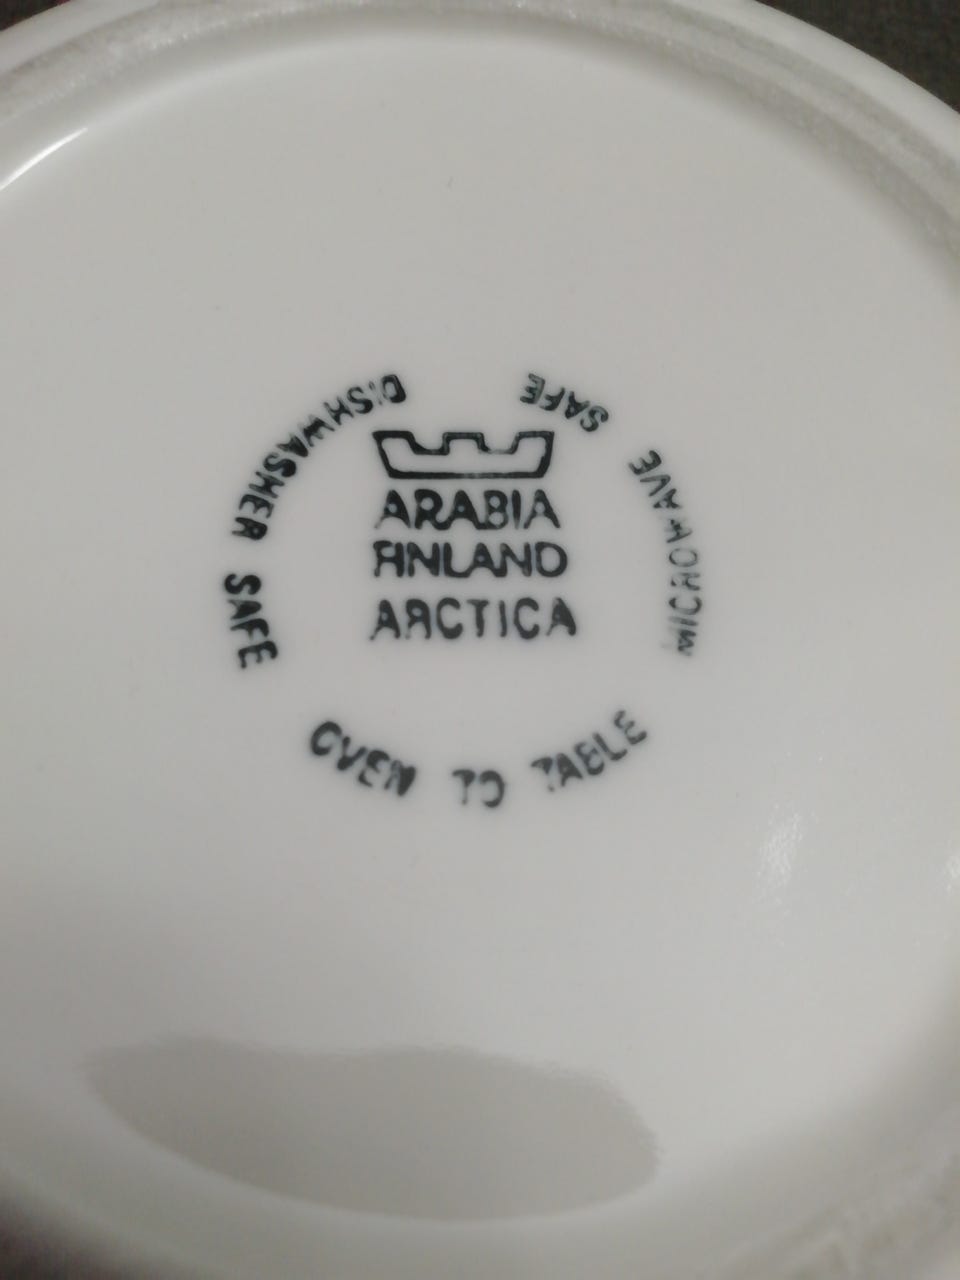 ARABIA
FINLAND
ARCTICA
DISHWASHER SAFE
OVEN TO TABLE
MICROWAVE SAFE